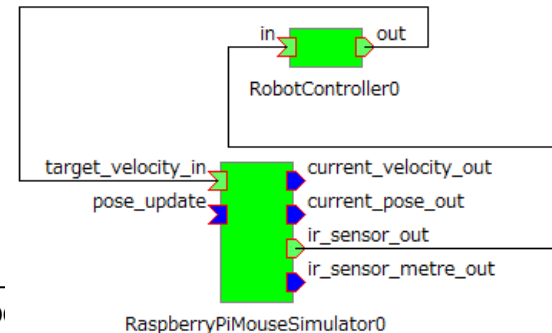 in out
RobotController0
target_velocity_in current_velocity_out
pose_update current_pose_out
ir_sensor_out
ir_sensor_metre_out
RaspberryPiMouseSimulator0